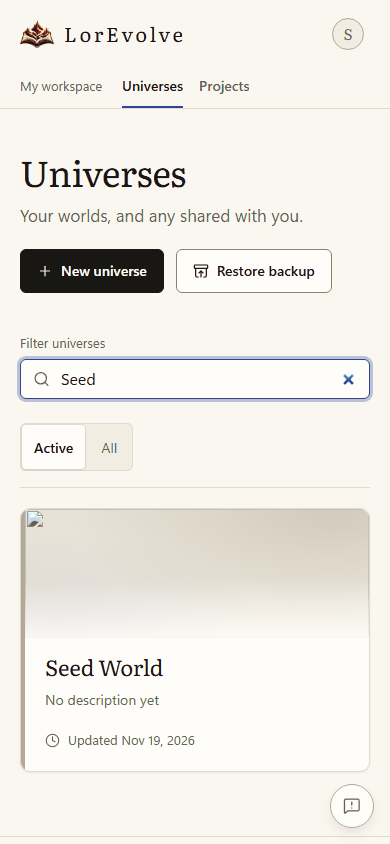 LorEvolve
S
My workspace Universes Projects
Universes
Your worlds, and any shared with you.
New universe Restore backup
Filter universes
Seed
Active All
Seed World
No description yet
Updated Nov 19, 2026